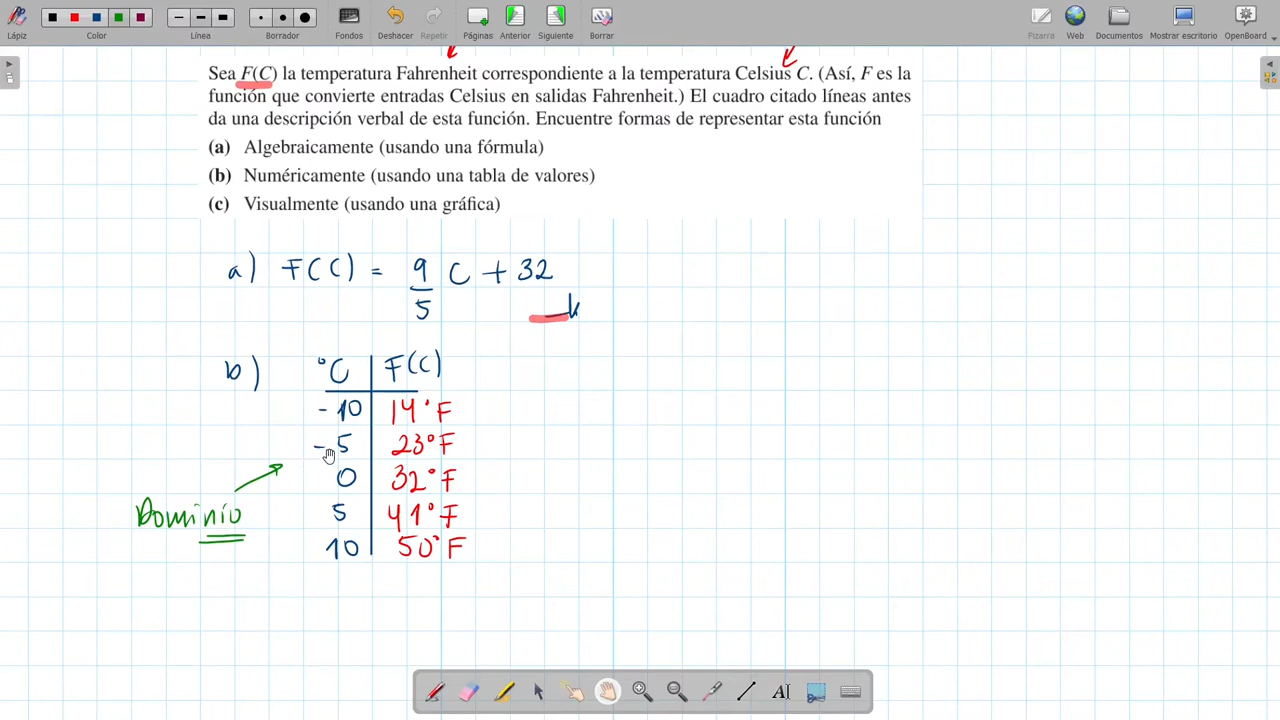 Lápiz
Color
Línea
Borrador
Fondos
Deshacer
Repetir
Páginas
Anterior
Siguiente
Borrar
Pizarra
Web
Documentos
Mostrar escritorio
OpenBoard
Sea F(C) la temperatura Fahrenheit correspondiente a la temperatura Celsius C. (Así, F es la
función que convierte entradas Celsius en salidas Fahrenheit.) El cuadro citado líneas antes
da una descripción verbal de esta función. Encuentre formas de representar esta función
(a) Algebraicamente (usando una fórmula)
(b) Numéricamente (usando una tabla de valores)
(c) Visualmente (usando una gráfica)
a) F(C) = 9/5 C + 32
b) °C F(C)
-10 14°F
-5 23°F
0 32°F
5 41°F
10 50°F
Dominio
AI